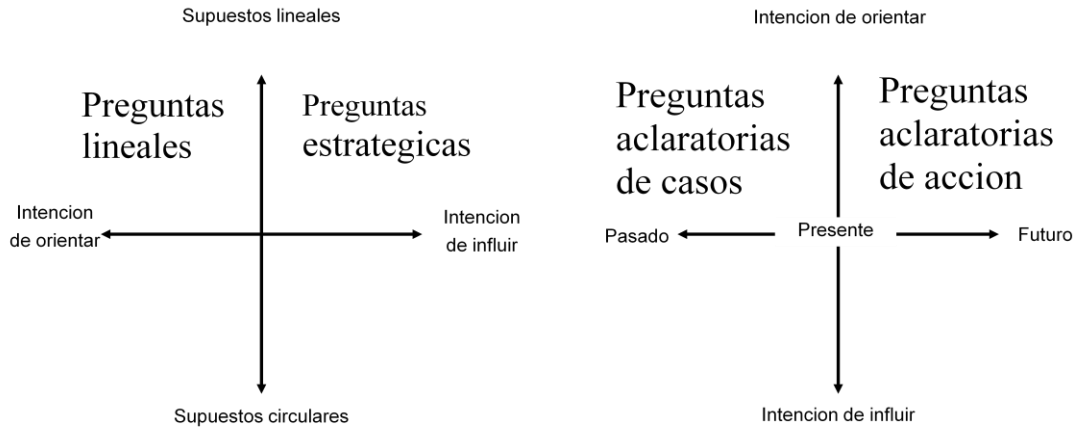 Supuestos lineales
Preguntas
lineales
Preguntas
estrategicas
Intencion
de orientar
Intencion
de influir
Supuestos circulares
Intencion de orientar
Preguntas
aclaratorias
de casos
Preguntas
aclaratorias
de accion
Pasado
Presente
Futuro
Intencion de influir